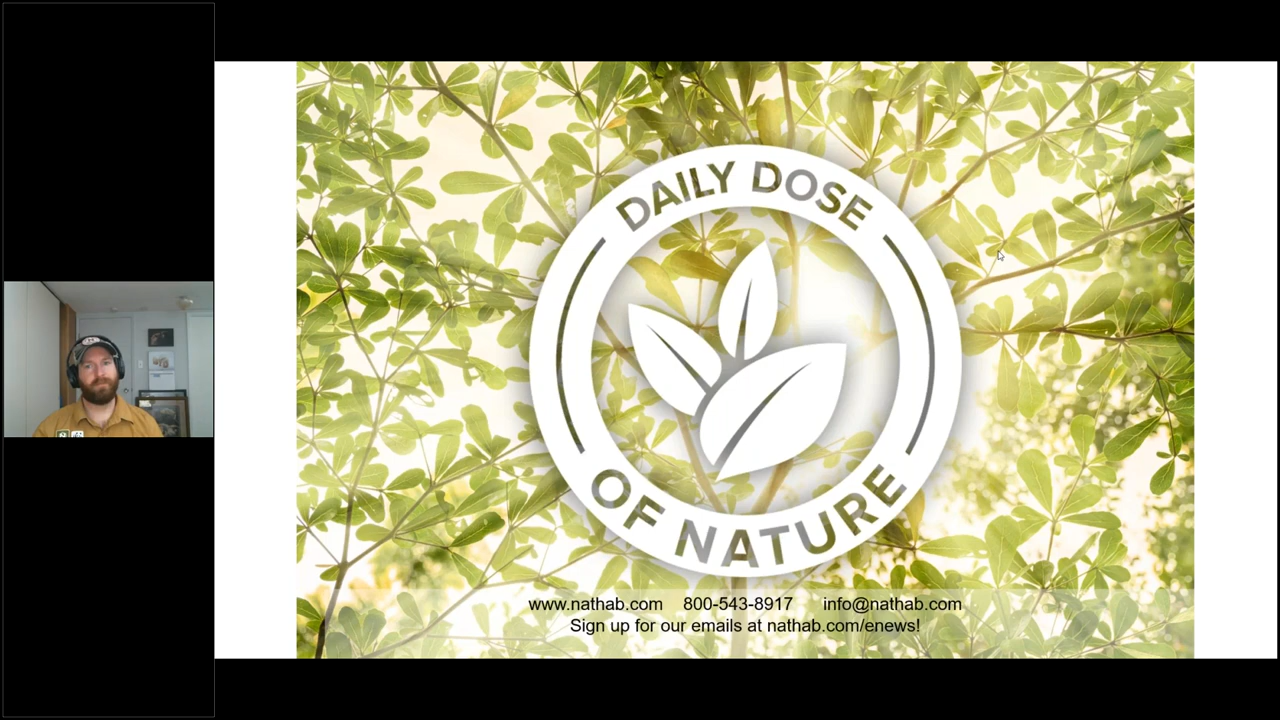 DAILY DOSE
OF NATURE
www.nathab.com 800-543-8917 info@nathab.com
Sign up for our emails at nathab.com/enews!